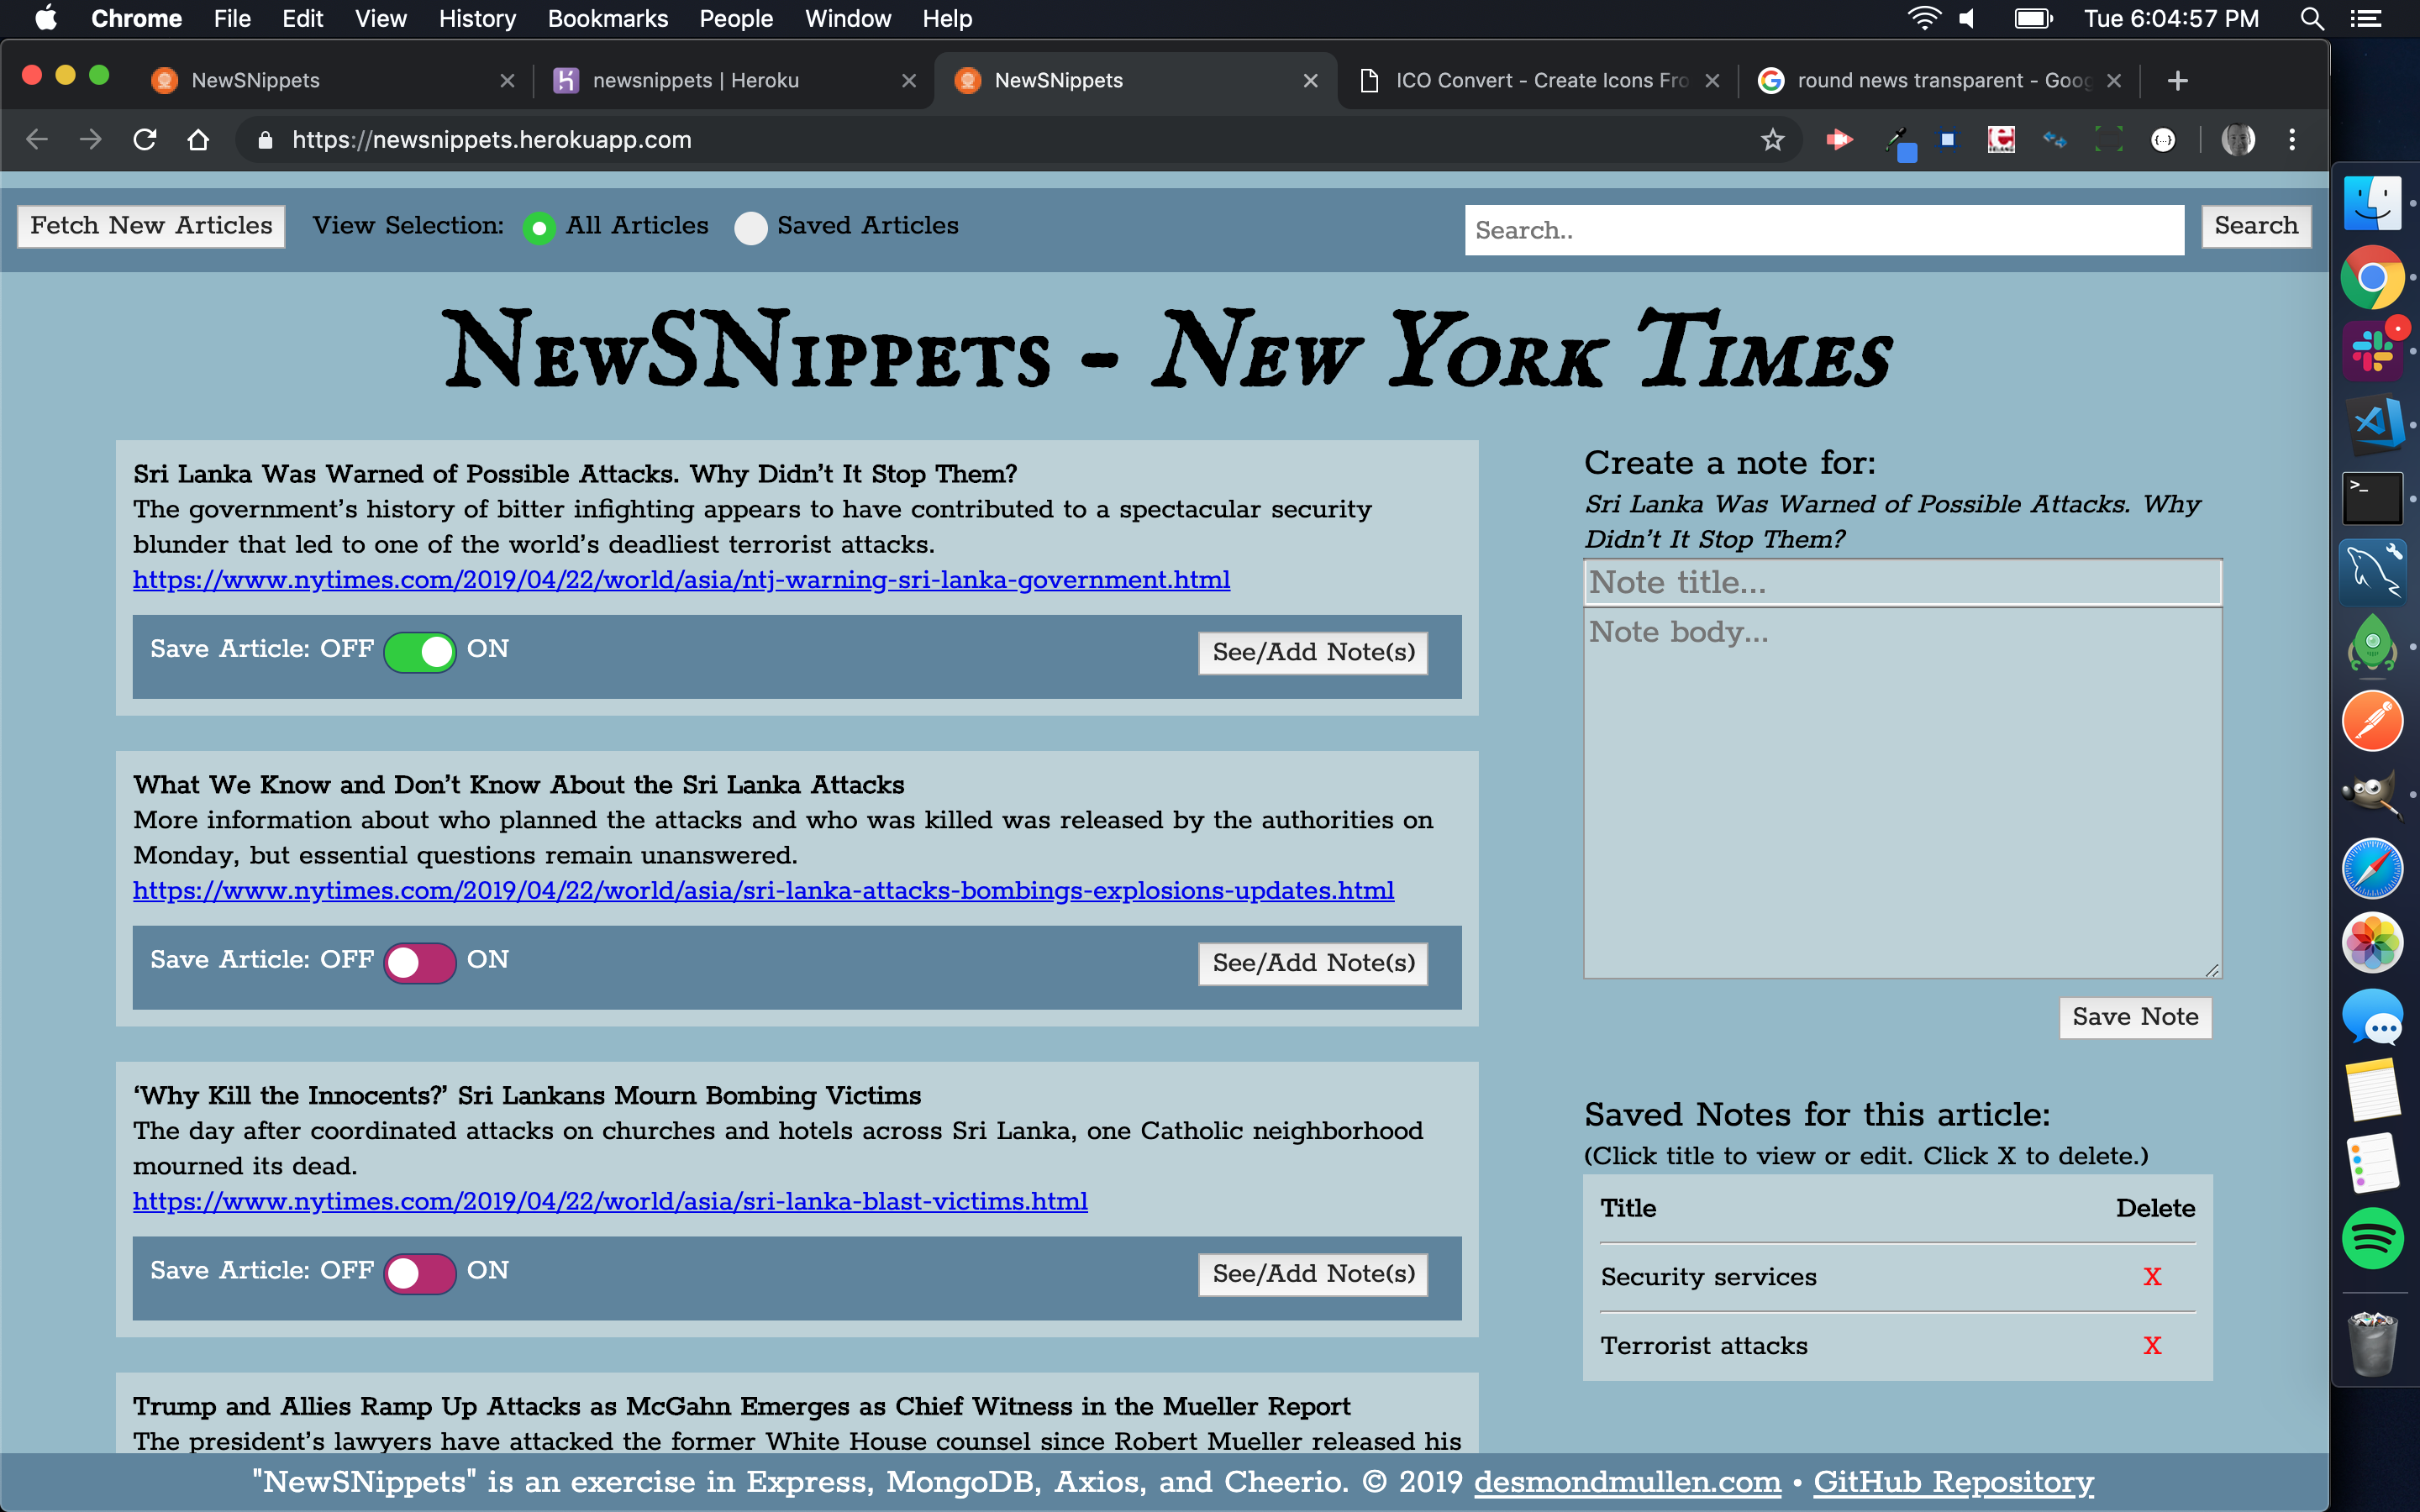 Chrome File Edit View History Bookmarks People Window Help Tue 6:04:57 PM
NewSNippets newsnippets | Heroku NewSNippets ICO Convert - Create Icons Fro round news transparent - Goog
https://newsnippets.herokuapp.com
Fetch New Articles View Selection: All Articles Saved Articles Search.. Search
NewSNippets - New York Times
Sri Lanka Was Warned of Possible Attacks. Why Didn’t It Stop Them?
The government’s history of bitter infighting appears to have contributed to a spectacular security
blunder that led to one of the world’s deadliest terrorist attacks.
https://www.nytimes.com/2019/04/22/world/asia/ntj-warning-sri-lanka-government.html
Save Article: OFF ON See/Add Note(s)
What We Know and Don’t Know About the Sri Lanka Attacks
More information about who planned the attacks and who was killed was released by the authorities on
Monday, but essential questions remain unanswered.
https://www.nytimes.com/2019/04/22/world/asia/sri-lanka-attacks-bombings-explosions-updates.html
Save Article: OFF ON See/Add Note(s)
‘Why Kill the Innocents?’ Sri Lankans Mourn Bombing Victims
The day after coordinated attacks on churches and hotels across Sri Lanka, one Catholic neighborhood
mourned its dead.
https://www.nytimes.com/2019/04/22/world/asia/sri-lanka-blast-victims.html
Save Article: OFF ON See/Add Note(s)
Trump and Allies Ramp Up Attacks as McGahn Emerges as Chief Witness in the Mueller Report
The president’s lawyers have attacked the former White House counsel since Robert Mueller released his
Create a note for:
Sri Lanka Was Warned of Possible Attacks. Why
Didn’t It Stop Them?
Note title...
Note body...
Save Note
Saved Notes for this article:
(Click title to view or edit. Click X to delete.)
Title Delete
Security services X
Terrorist attacks X
"NewSNippets" is an exercise in Express, MongoDB, Axios, and Cheerio. © 2019 desmondmullen.com • GitHub Repository